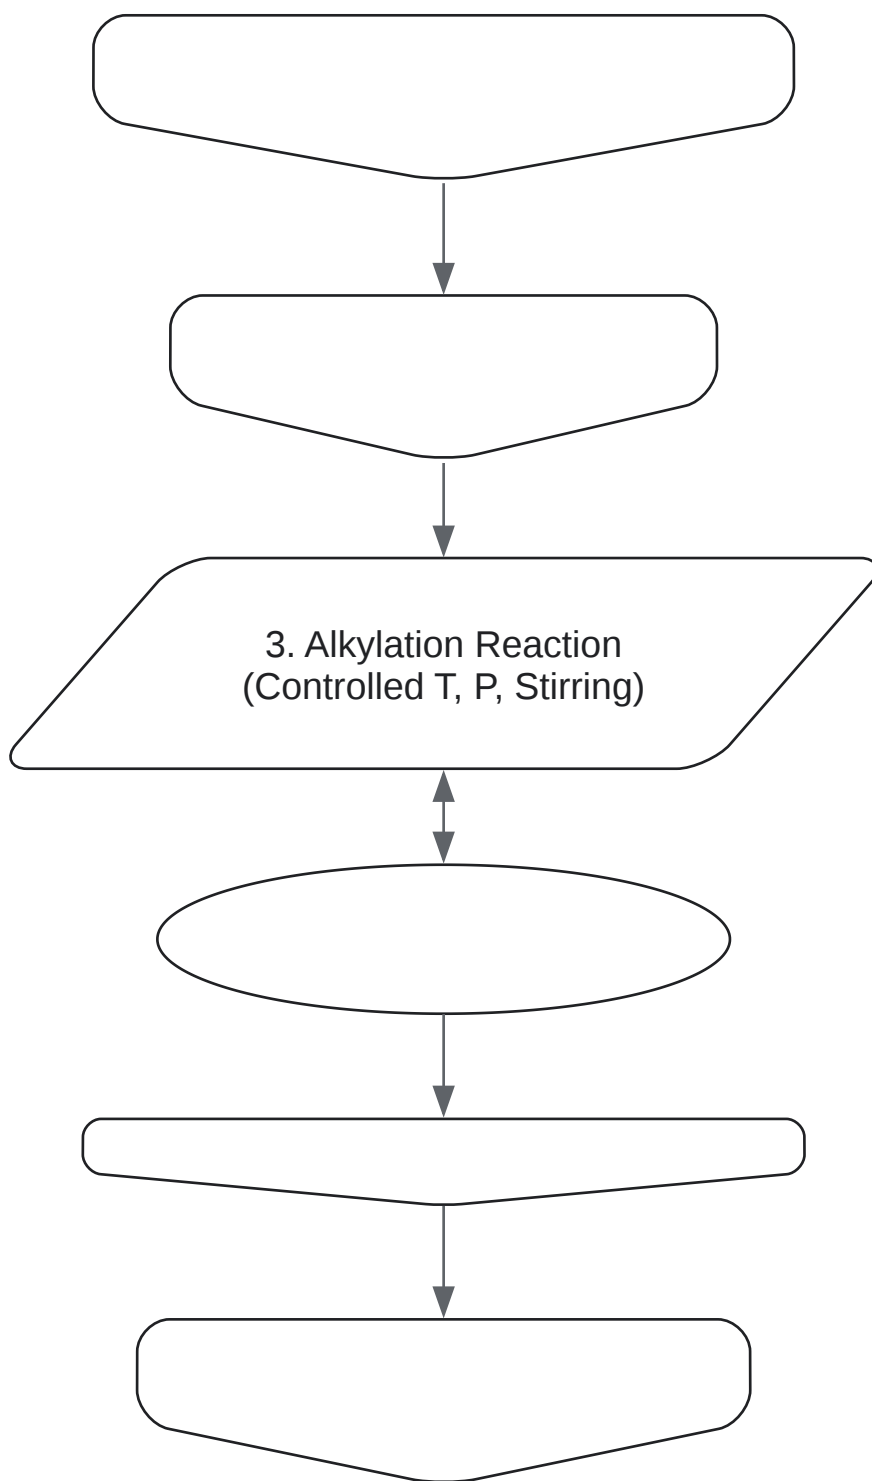 3. Alkylation Reaction
(Controlled T, P, Stirring)